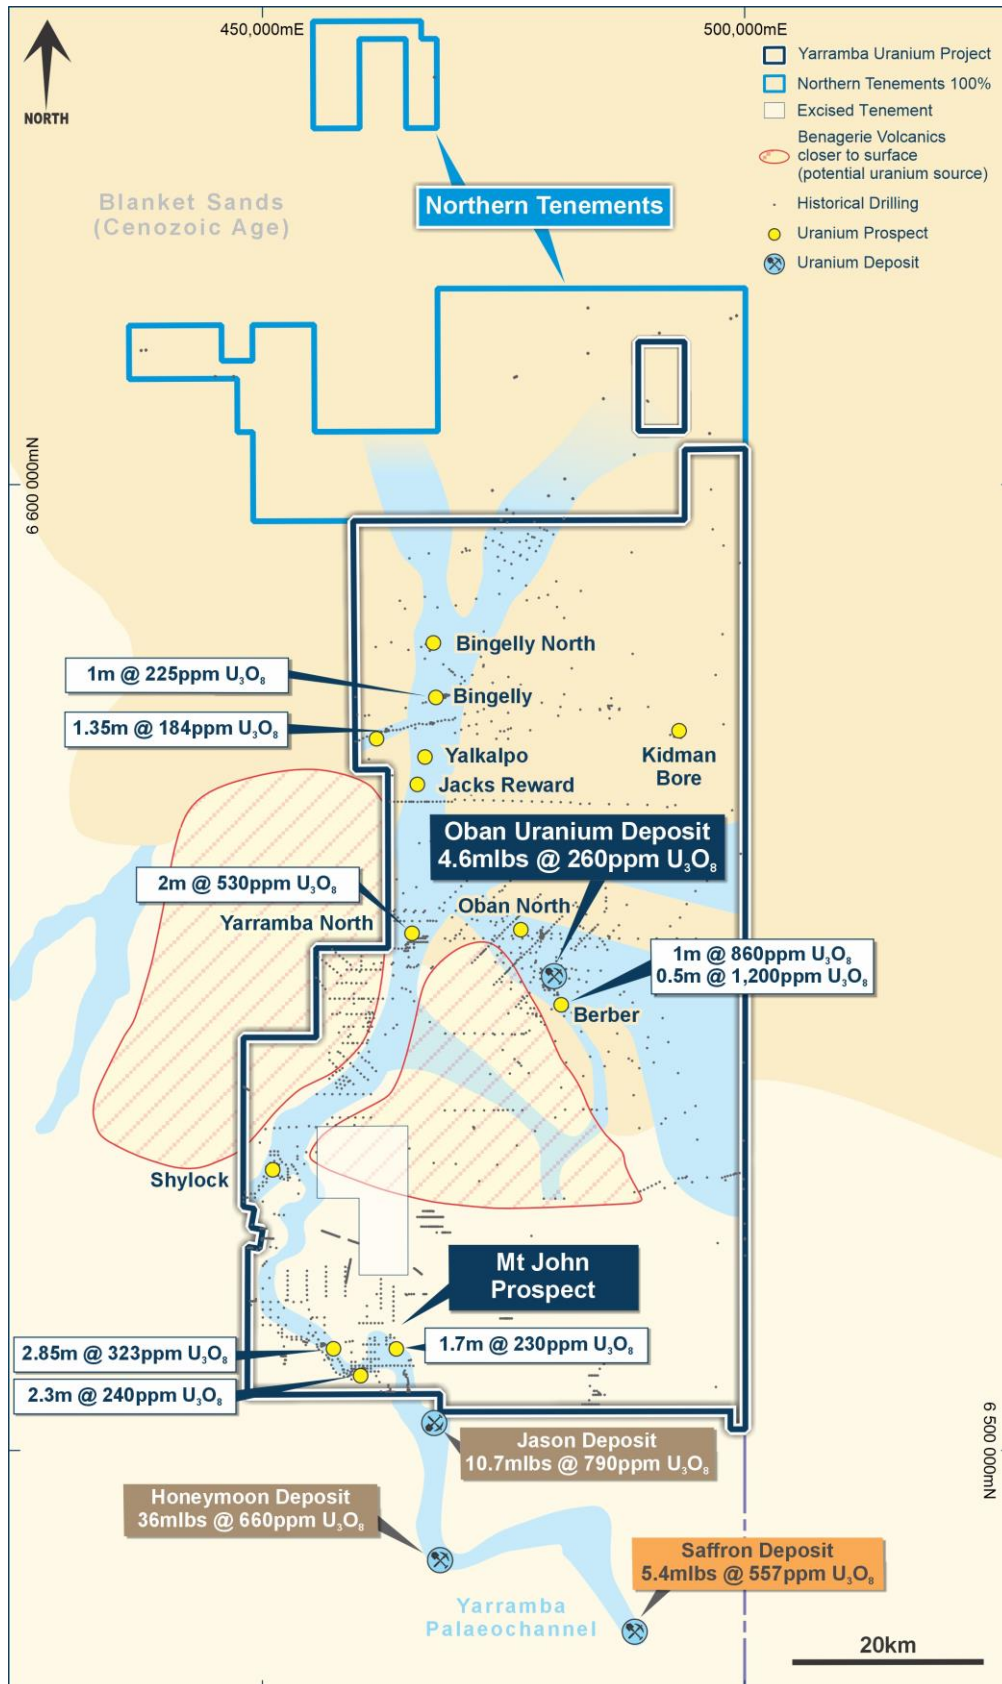 450,000mE
500,000mE
NORTH
Yarramba Uranium Project
Northern Tenements 100%
Excised Tenement
Benagerie Volcanics
closer to surface
(potential uranium source)
Historical Drilling
Uranium Prospect
Uranium Deposit
Blanket Sands
(Cenozoic Age)
Northern Tenements
6 600 000mN
Bingelly North
1m @ 225ppm U₃O₈
Bingelly
1.35m @ 184ppm U₃O₈
Yalkalpo
Kidman
Bore
Jacks Reward
Oban Uranium Deposit
4.6mlbs @ 260ppm U₃O₈
2m @ 530ppm U₃O₈
Oban North
Yarramba North
1m @ 860ppm U₃O₈
0.5m @ 1,200ppm U₃O₈
Berber
Shylock
Mt John
Prospect
2.85m @ 323ppm U₃O₈
1.7m @ 230ppm U₃O₈
2.3m @ 240ppm U₃O₈
6 500 000mN
Jason Deposit
10.7mlbs @ 790ppm U₃O₈
Honeymoon Deposit
36mlbs @ 660ppm U₃O₈
Saffron Deposit
5.4mlbs @ 557ppm U₃O₈
Yarramba
Palaeochannel
20km